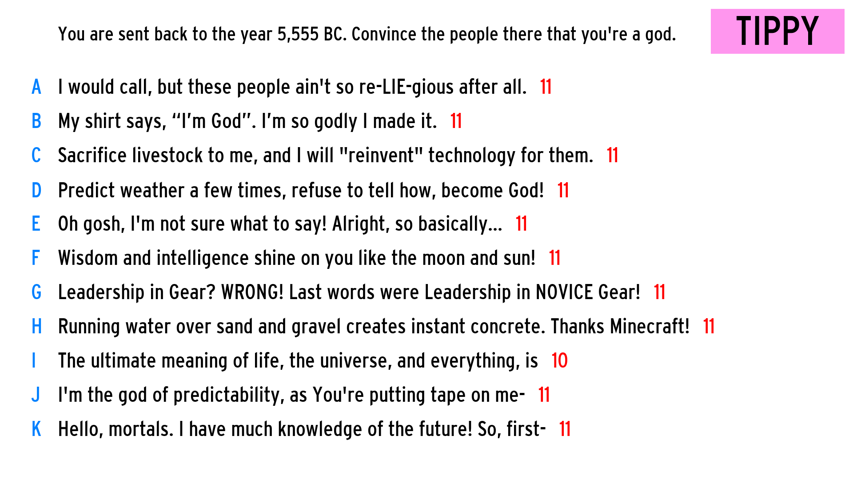 You are sent back to the year 5,555 BC. Convince the people there that you're a god.
TIPPY
A I would call, but these people ain't so re-LIE-gious after all. 11
B My shirt says, “I’m God”. I’m so godly I made it. 11
C Sacrifice livestock to me, and I will "reinvent" technology for them. 11
D Predict weather a few times, refuse to tell how, become God! 11
E Oh gosh, I'm not sure what to say! Alright, so basically... 11
F Wisdom and intelligence shine on you like the moon and sun! 11
G Leadership in Gear? WRONG! Last words were Leadership in NOVICE Gear! 11
H Running water over sand and gravel creates instant concrete. Thanks Minecraft! 11
I The ultimate meaning of life, the universe, and everything, is 10
J I'm the god of predictability, as You're putting tape on me- 11
K Hello, mortals. I have much knowledge of the future! So, first- 11